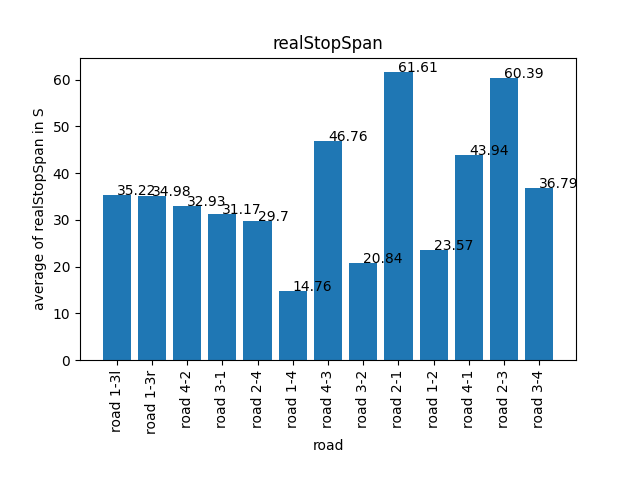 realStopSpan
average of realStopSpan in S
60
50
40
30
20
10
0
35.22
34.98
32.93
31.17
29.7
14.76
46.76
20.84
61.61
23.57
43.94
60.39
36.79
road 1-3l
road 1-3r
road 4-2
road 3-1
road 2-4
road 1-4
road 4-3
road 3-2
road 2-1
road 1-2
road 4-1
road 2-3
road 3-4
road